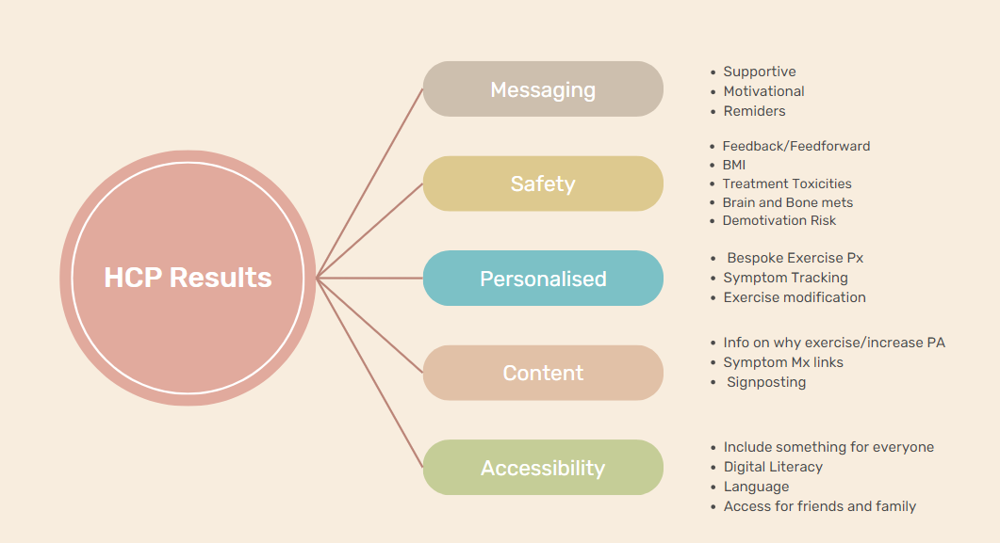 HCP Results
Messaging
• Supportive
• Motivational
• Remiders
Safety
• Feedback/Feedforward
• BMI
• Treatment Toxicities
• Brain and Bone mets
• Demotivation Risk
Personalised
• Bespoke Exercise Px
• Symptom Tracking
• Exercise modification
Content
• Info on why exercise/increase PA
• Symptom Mx links
• Signposting
Accessibility
• Include something for everyone
• Digital Literacy
• Language
• Access for friends and family